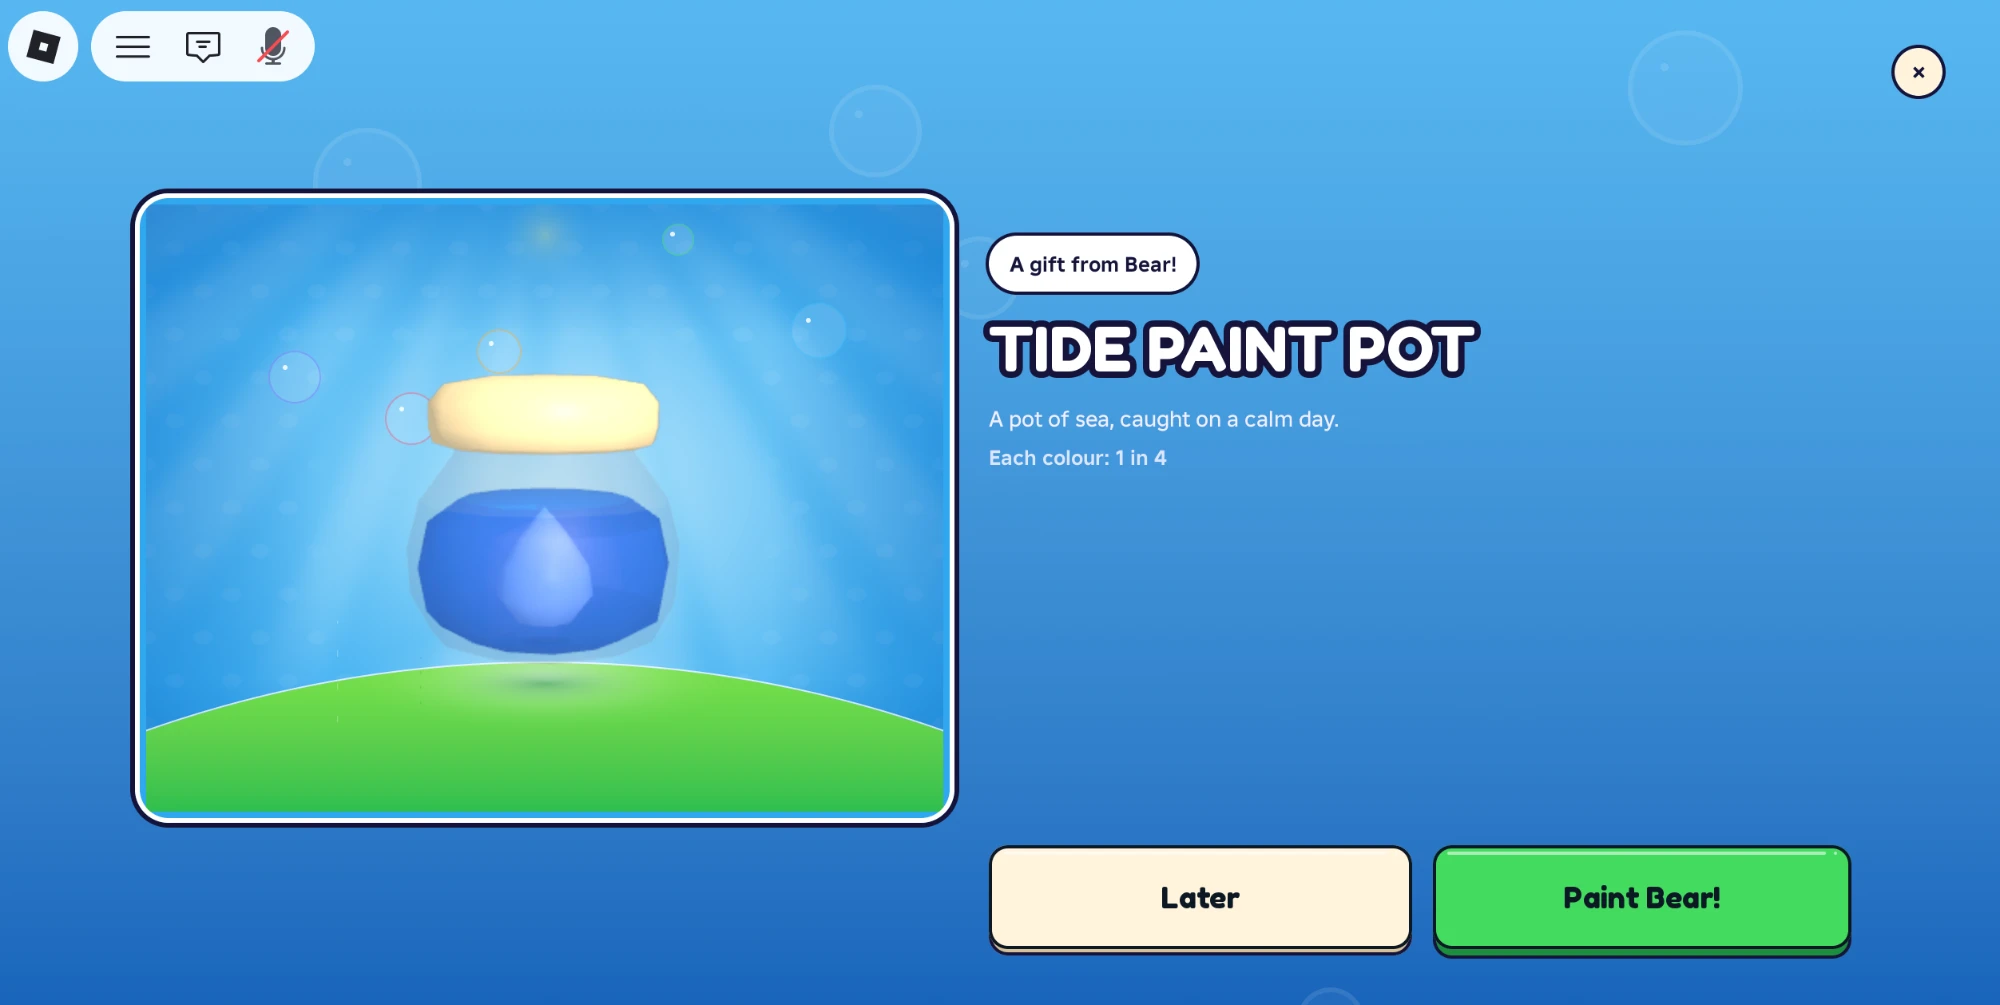 A gift from Bear!
TIDE PAINT POT
A pot of sea, caught on a calm day.
Each colour: 1 in 4
Later
Paint Bear!